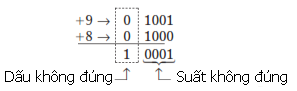 +9 → 0 1001
+8 → 0 1000
1 0001
Dấu không đúng Suất không đúng